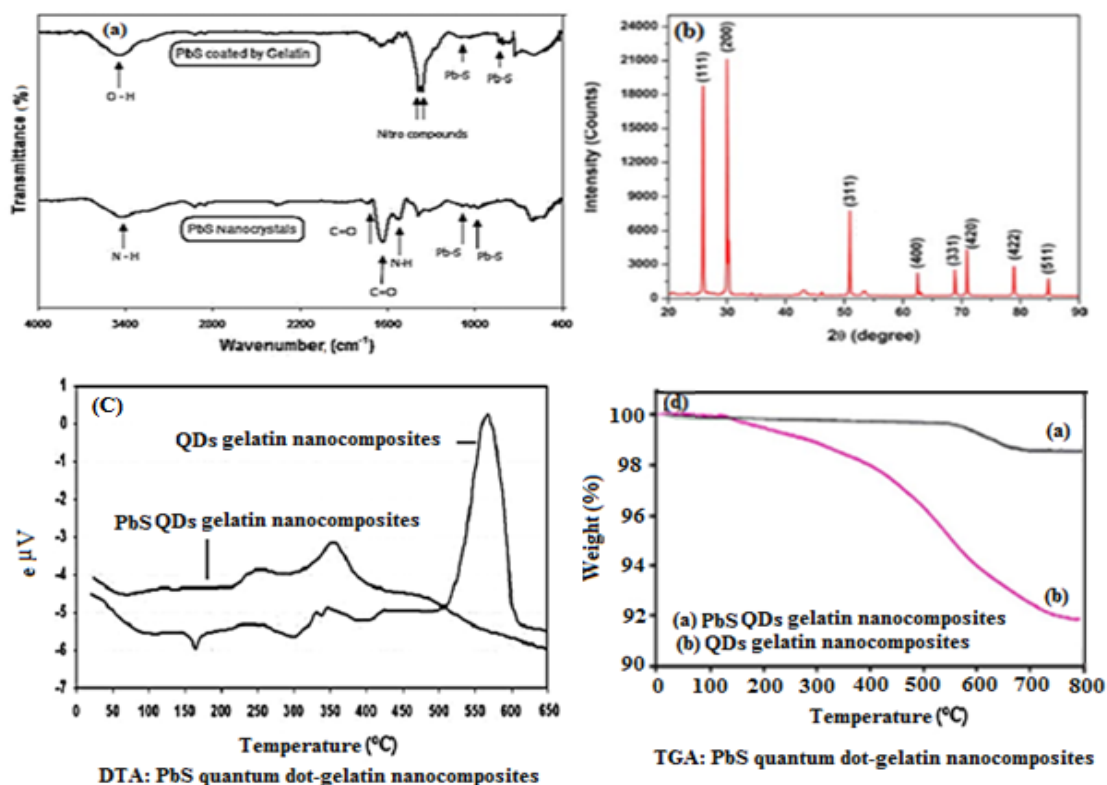 (a)
PbS coated by Gelatin
O - H
Pb-S
Pb-S
Nitro compounds
PbS Nanocrystals
N - H
C=O
C=O
N-H
Pb-S
Pb-S
Transmittance (%)
4000 3400 2800 2200 1600 1000 400
Wavenumber, (cm⁻¹)
(b)
24000
21000
18000
15000
12000
9000
6000
3000
0
Intensity (Counts)
(111)
(200)
(311)
(400)
(331)
(420)
(422)
(511)
20 30 40 50 60 70 80 90
2θ (degree)
(C)
1
0
-1
-2
-3
-4
-5
-6
-7
e µV
QDs gelatin nanocomposites
PbS QDs gelatin nanocomposites
0 50 100 150 200 250 300 350 400 450 500 550 600 650
Temperature (°C)
DTA: PbS quantum dot-gelatin nanocomposites
(d)
100
98
96
94
92
90
Weight (%)
(a)
(b)
(a) PbS QDs gelatin nanocomposites
(b) QDs gelatin nanocomposites
0 100 200 300 400 500 600 700 800
Temperature (°C)
TGA: PbS quantum dot-gelatin nanocomposites